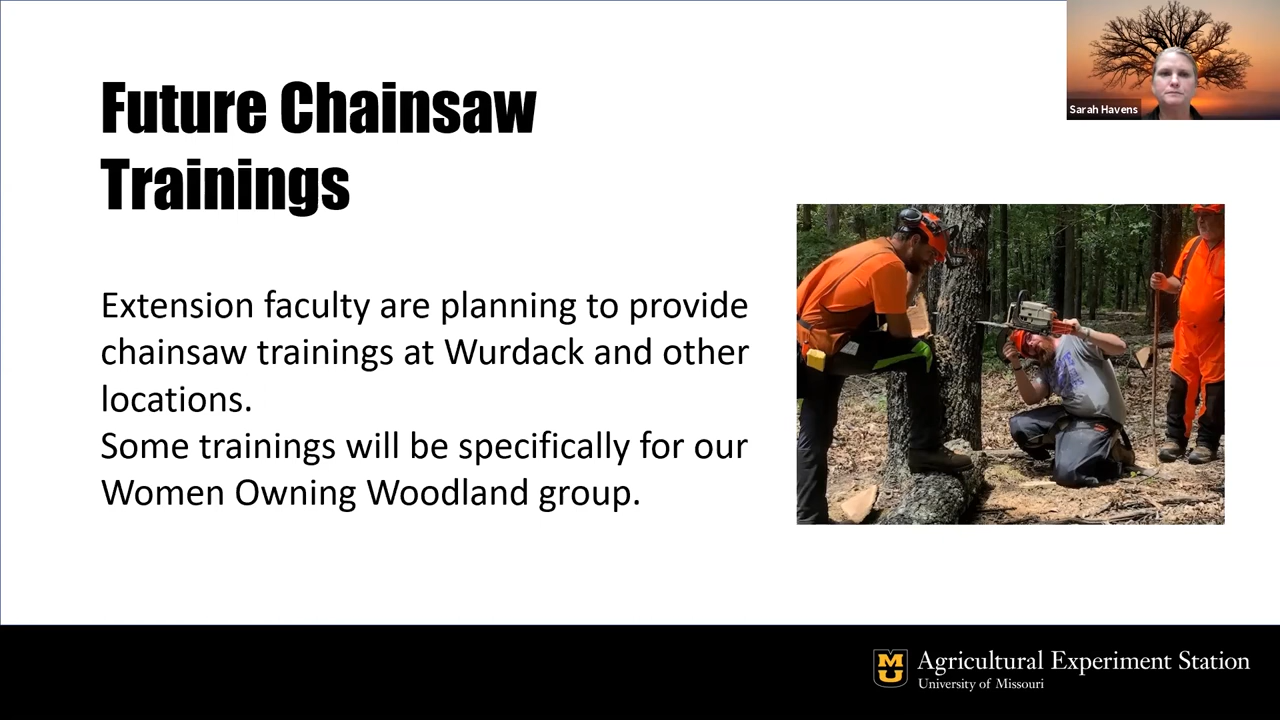 Sarah Havens
Future Chainsaw
Trainings
Extension faculty are planning to provide
chainsaw trainings at Wurdack and other
locations.
Some trainings will be specifically for our
Women Owning Woodland group.
MU
Agricultural Experiment Station
University of Missouri